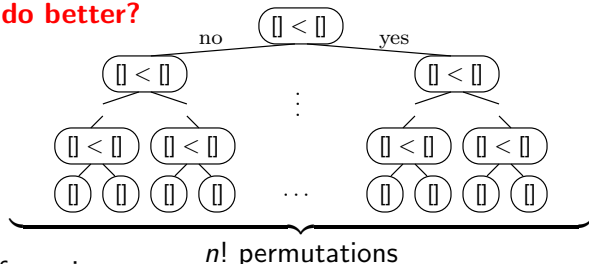 do better?
[] < []
no yes
[] < [] [] < []
⋮
[] < [] [] < [] [] < [] [] < []
[] [] [] [] ... [] [] [] []
n! permutations